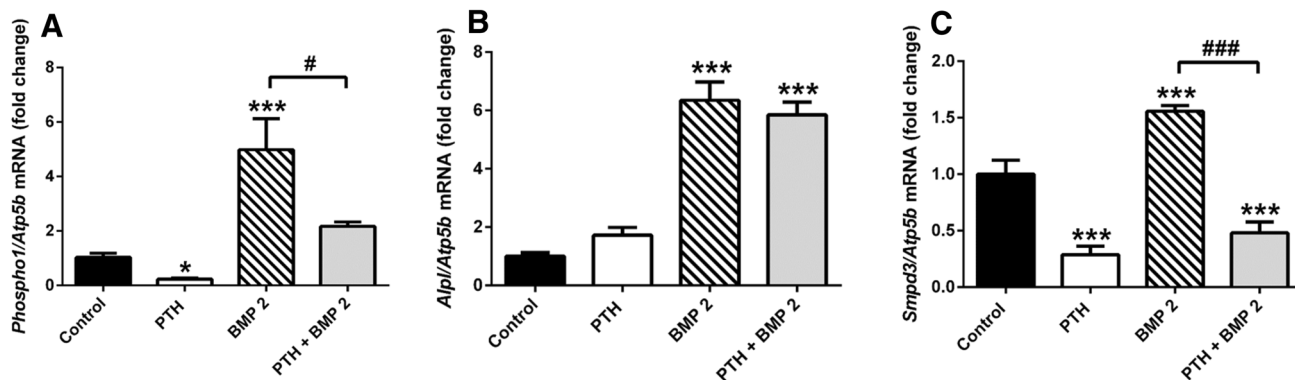 A
Phospho1/Atp5b mRNA (fold change)
8
6
4
2
0
***
*
#
Control
PTH
BMP 2
PTH + BMP 2
B
Alpl/Atp5b mRNA (fold change)
8
6
4
2
0
***
***
Control
PTH
BMP 2
PTH + BMP 2
C
Smpd3/Atp5b mRNA (fold change)
2.0
1.5
1.0
0.5
0.0
###
***
***
***
Control
PTH
BMP 2
PTH + BMP 2